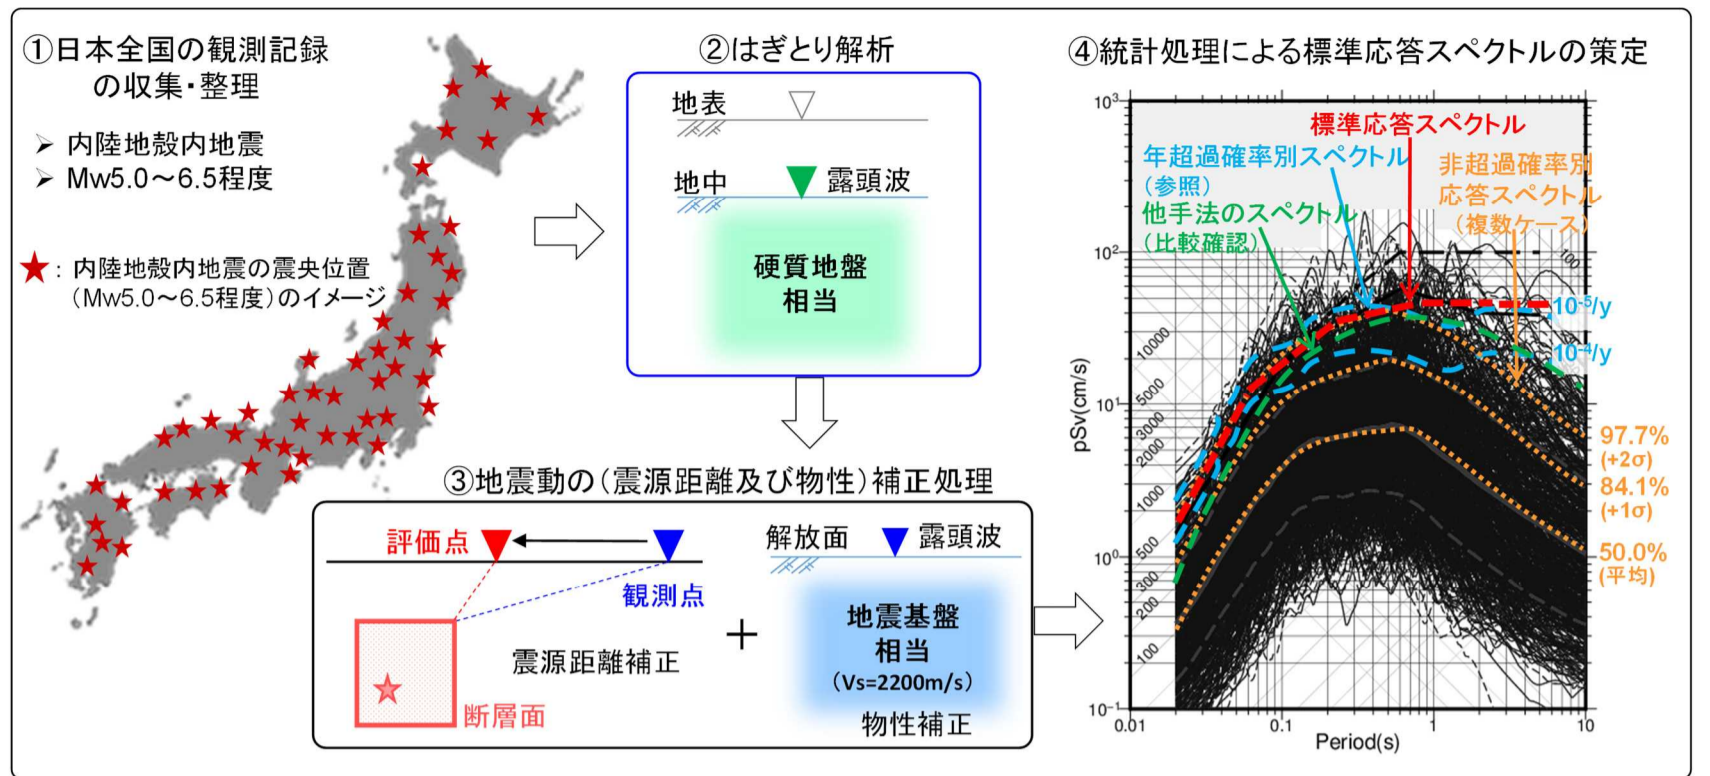 ①日本全国の観測記録
の収集・整理
➢ 内陸地殻内地震
➢ Mw5.0～6.5程度
★：内陸地殻内地震の震央位置
（Mw5.0～6.5程度）のイメージ
②はぎとり解析
地表
地中
露頭波
硬質地盤
相当
③地震動の（震源距離及び物性）補正処理
評価点
観測点
震源距離補正
断層面
＋
解放面
露頭波
地震基盤
相当
（Vs=2200m/s）
物性補正
④統計処理による標準応答スペクトルの策定
標準応答スペクトル
年超過確率別スペクトル
（参照）
他手法のスペクトル
（比較確認）
非超過確率別
応答スペクトル
（複数ケース）
10³
10²
10¹
10⁰
10⁻¹
pSv(cm/s)
10000
5000
3000
2000
1000
500
300
200
100
100
10⁻⁵/y
10⁻⁴/y
97.7%
(+2σ)
84.1%
(+1σ)
50.0%
(平均)
0.01
0.1
1
10
Period(s)